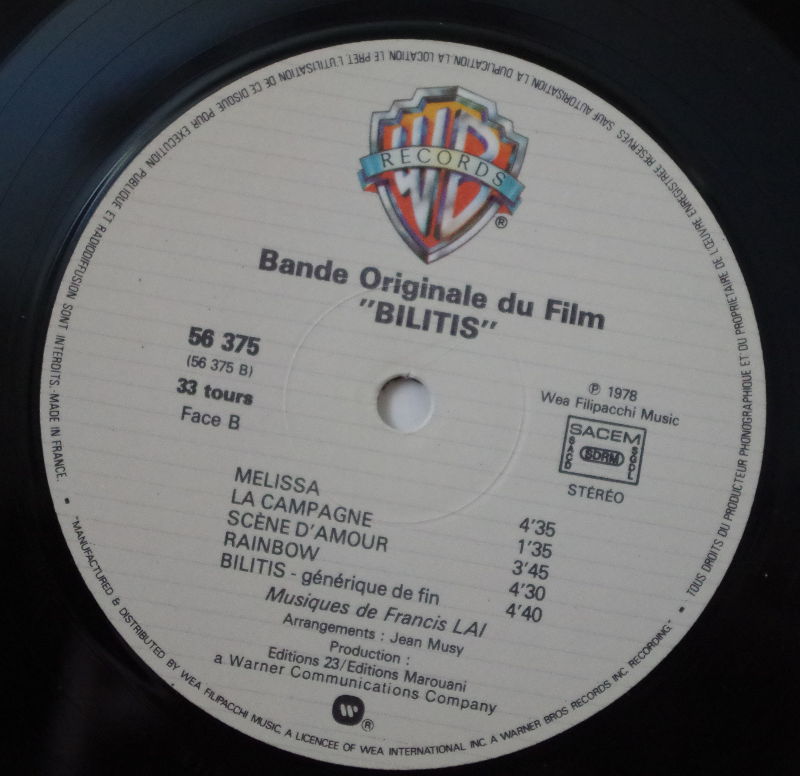 WB
RECORDS
®
Bande Originale du Film
"BILITIS"
56 375
(56 375 B)
33 tours
Face B
℗ 1978
Wea Filipacchi Music
SACEM
SACD
SDRM
SGDL
STÉRÉO
MELISSA 4'35
LA CAMPAGNE 1'35
SCÈNE D'AMOUR 3'45
RAINBOW 4'30
BILITIS - générique de fin 4'40
Musiques de Francis LAI
Arrangements : Jean Musy
Production :
Editions 23/Editions Marouani
a Warner Communications Company
®
• TOUS DROITS DU PRODUCTEUR PHONOGRAPHIQUE ET DU PROPRIETAIRE DE L'ŒUVRE ENREGISTREE RESERVES SAUF AUTORISATION LA DUPLICATION LA LOCATION LE PRET L'UTILISATION DE CE DISQUE POUR EXECUTION PUBLIQUE ET RADIODIFFUSION SONT INTERDITS. MADE IN FRANCE. •
"MANUFACTURED & DISTRIBUTED BY WEA FILIPACCHI MUSIC A LICENCEE OF WEA INTERNATIONAL INC. A WARNER BROS RECORDS INC. RECORDING."